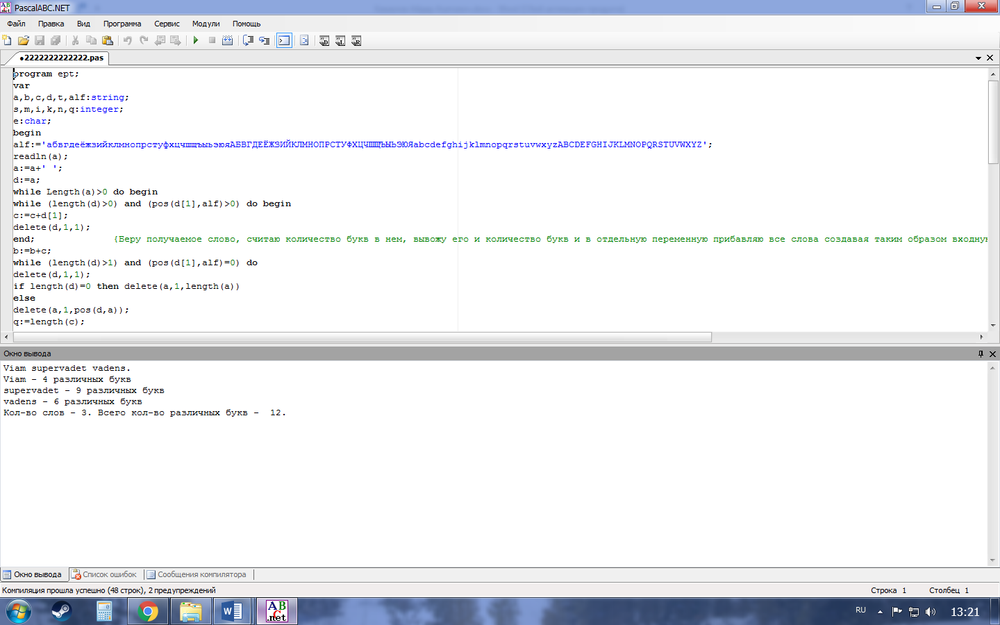 PascalABC.NET
Файл Правка Вид Программа Сервис Модули Помощь
•2222222222222.pas
program ept;
var
a,b,c,d,t,alf:string;
s,m,i,k,n,q:integer;
e:char;
begin
alf:='абвгдеёжзийклмнопрстуфхцчшщъыьэюяАБВГДЕЁЖЗИЙКЛМНОПРСТУФХЦЧШЩЪЫЬЭЮЯabcdefghijklmnopqrstuvwxyzABCDEFGHIJKLMNOPQRSTUVWXYZ';
readln(a);
a:=a+' ';
d:=a;
while Length(a)>0 do begin
while (length(d)>0) and (pos(d[1],alf)>0) do begin
c:=c+d[1];
delete(d,1,1);
end; {Беру получаемое слово, считаю количество букв в нем, вывожу его и количество букв и в отдельную переменную прибавляю все слова создавая таким образом входную
b:=b+c;
while (length(d)>1) and (pos(d[1],alf)=0) do
delete(d,1,1);
if length(d)=0 then delete(a,1,length(a))
else
delete(a,1,pos(d,a));
q:=length(c);
Окно вывода
Viam supervadet vadens.
Viam - 4 различных букв
supervadet - 9 различных букв
vadens - 6 различных букв
Кол-во слов - 3. Всего кол-во различных букв -  12.
Окно вывода Список ошибок Сообщения компилятора
Компиляция прошла успешно (48 строк), 2 предупреждений Строка 1 Столбец 1
ABC.net RU 13:21